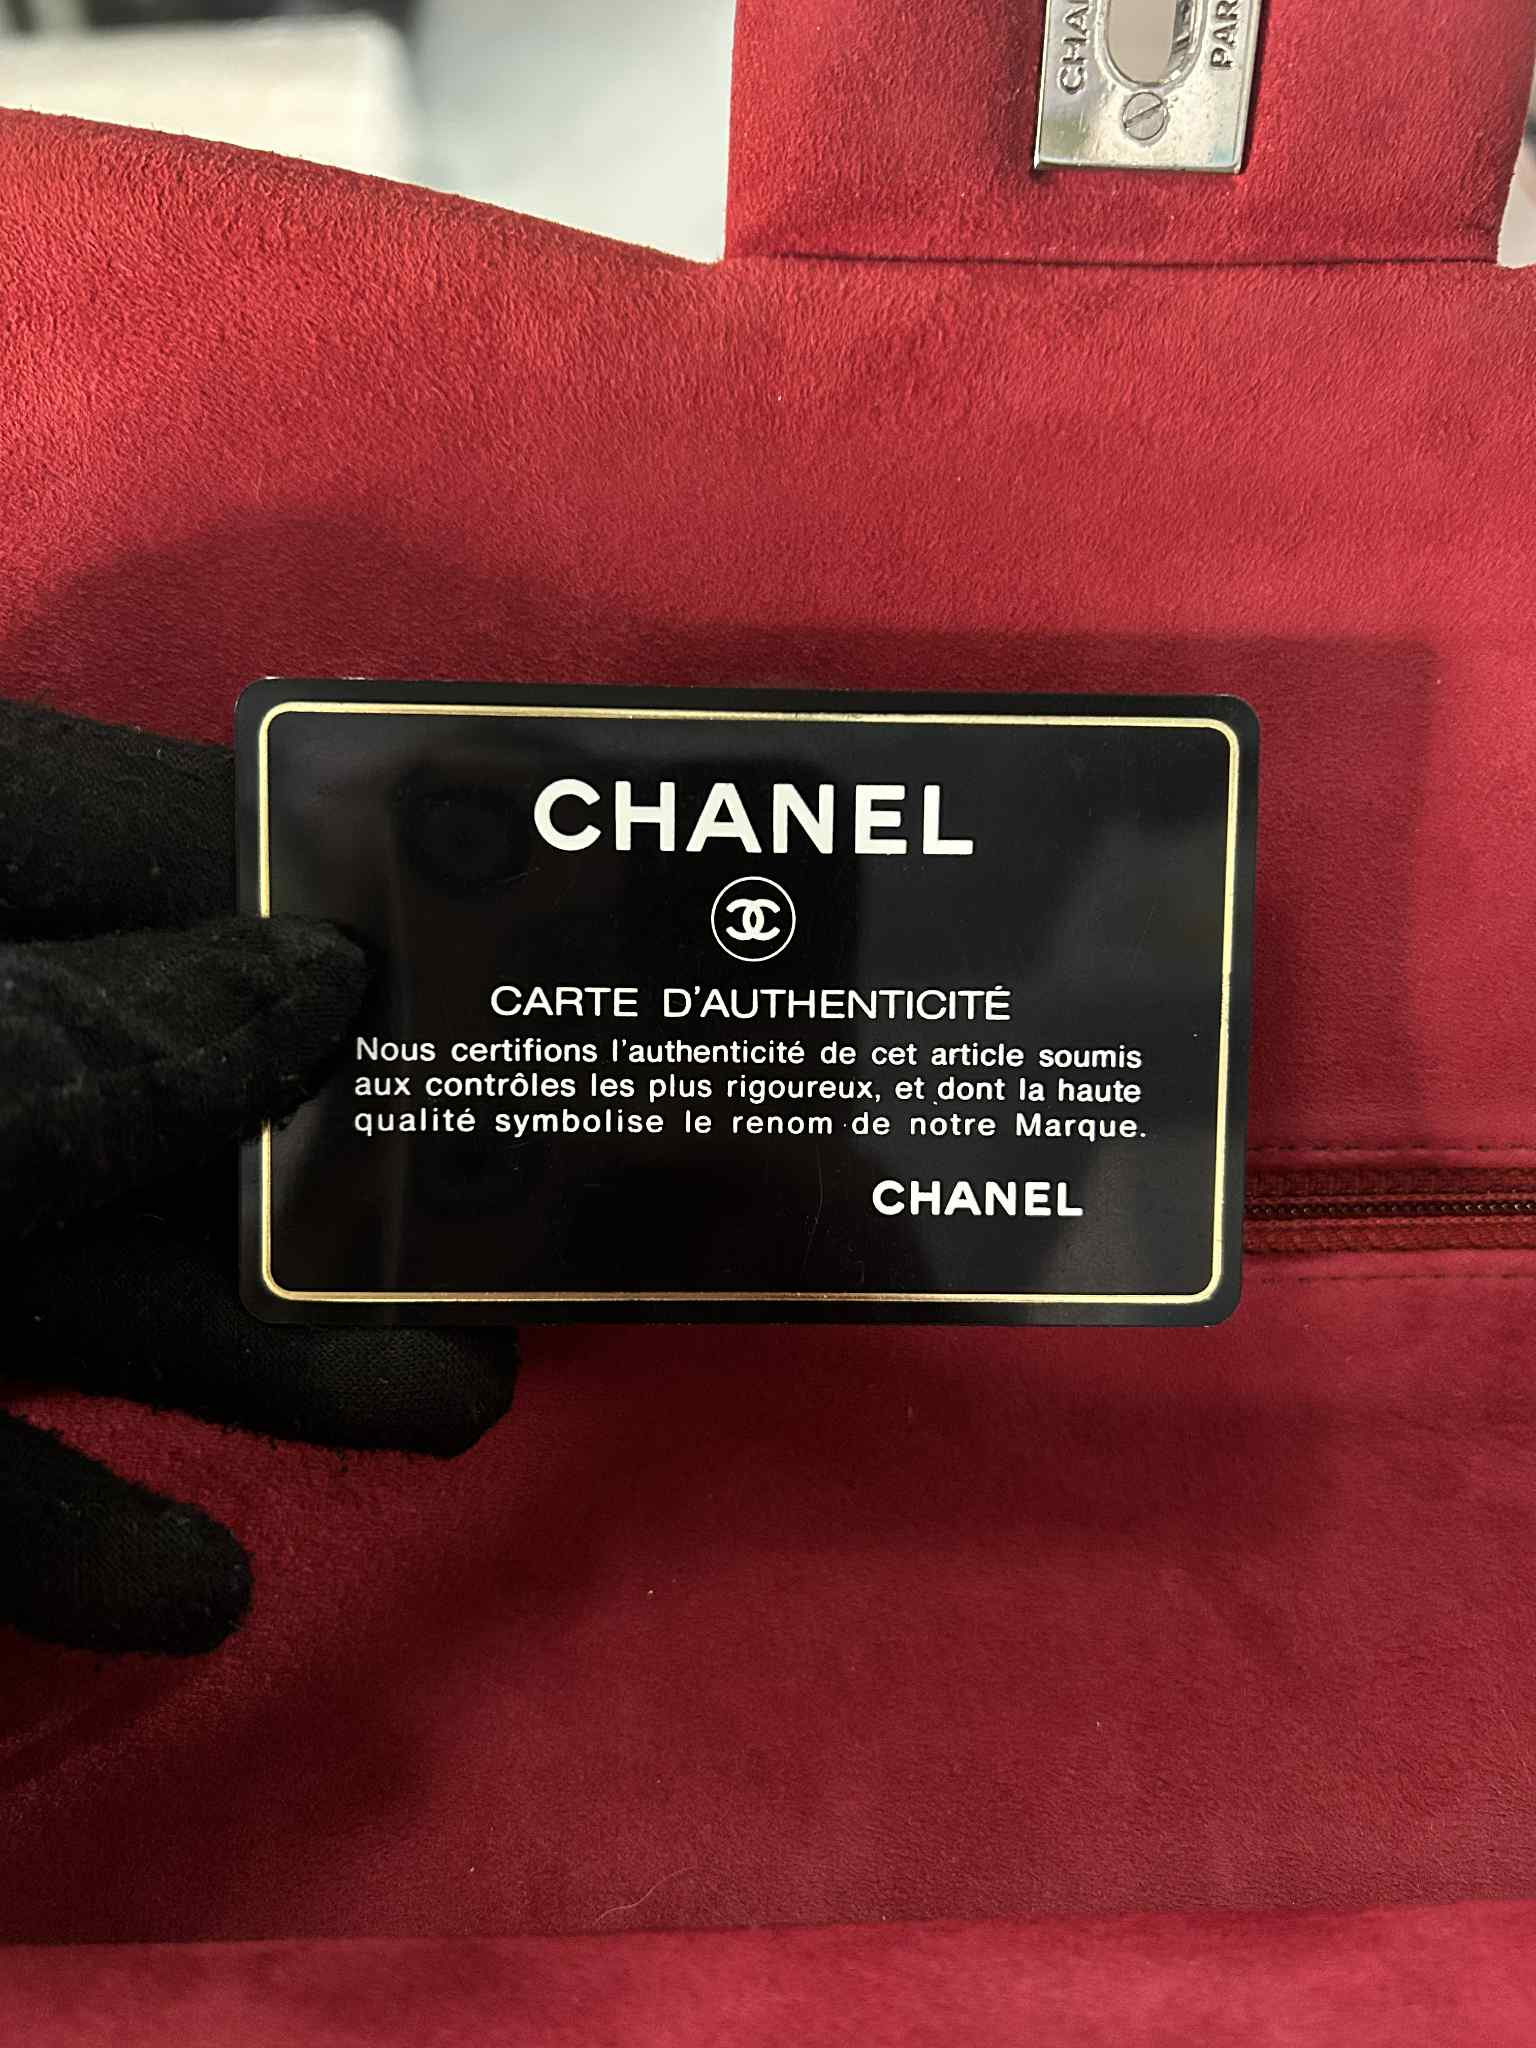 CHANEL
CARTE D'AUTHENTICITÉ
Nous certifions l'authenticité de cet article soumis
aux contrôles les plus rigoureux, et dont la haute
qualité symbolise le renom de notre Marque.
CHANEL